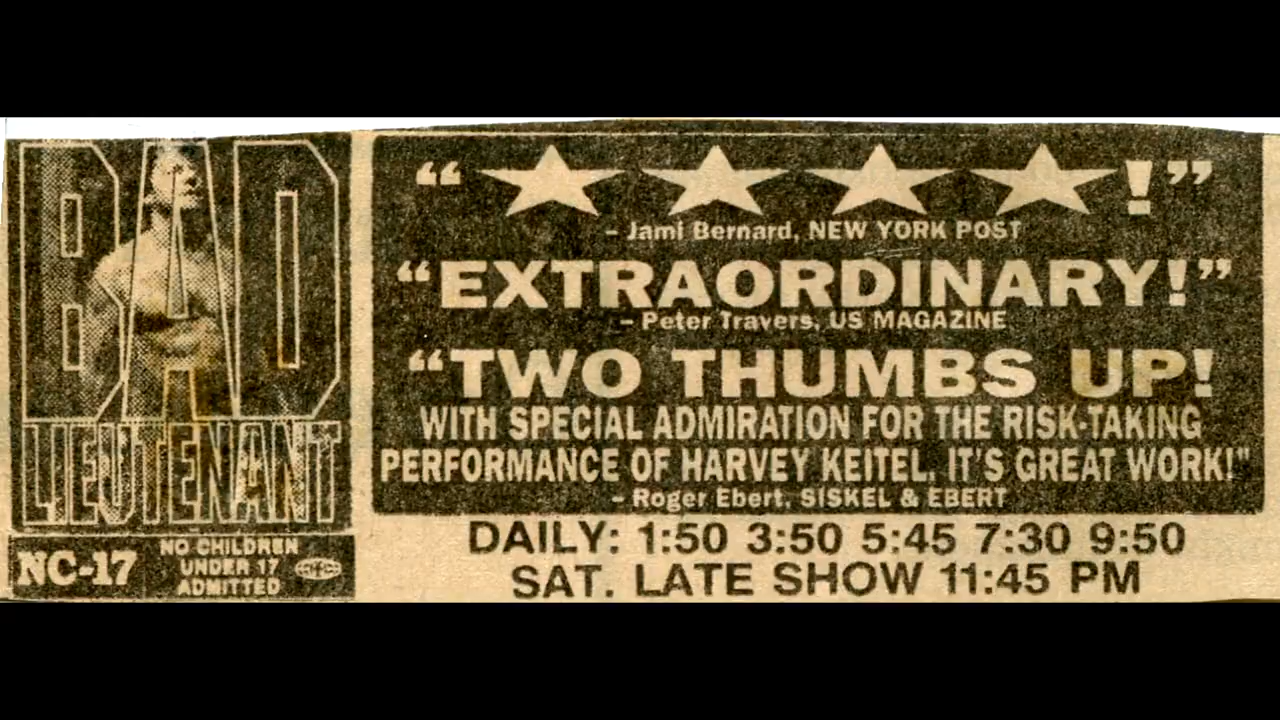 BAD
LIEUTENANT
NC-17
NO CHILDREN
UNDER 17
ADMITTED
“★★★★!”
– Jami Bernard, NEW YORK POST
“EXTRAORDINARY!”
– Peter Travers, US MAGAZINE
“TWO THUMBS UP!
WITH SPECIAL ADMIRATION FOR THE RISK-TAKING
PERFORMANCE OF HARVEY KEITEL. IT'S GREAT WORK!"
– Roger Ebert, SISKEL & EBERT
DAILY: 1:50 3:50 5:45 7:30 9:50
SAT. LATE SHOW 11:45 PM